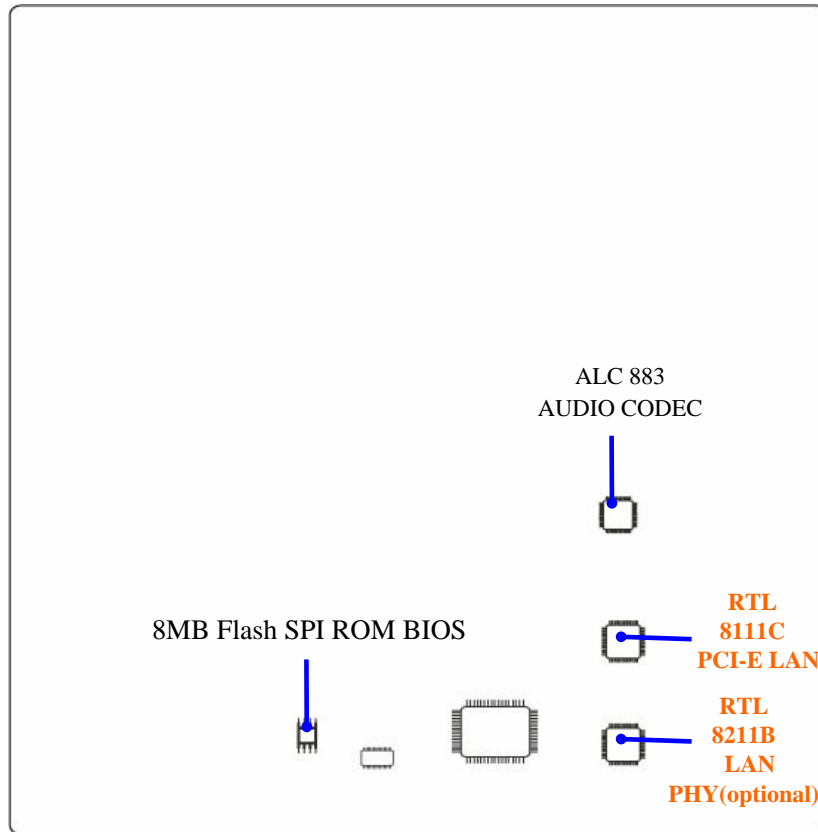 ALC 883
AUDIO CODEC
8MB Flash SPI ROM BIOS
RTL
8111C
PCI-E LAN
RTL
8211B
LAN
PHY(optional)